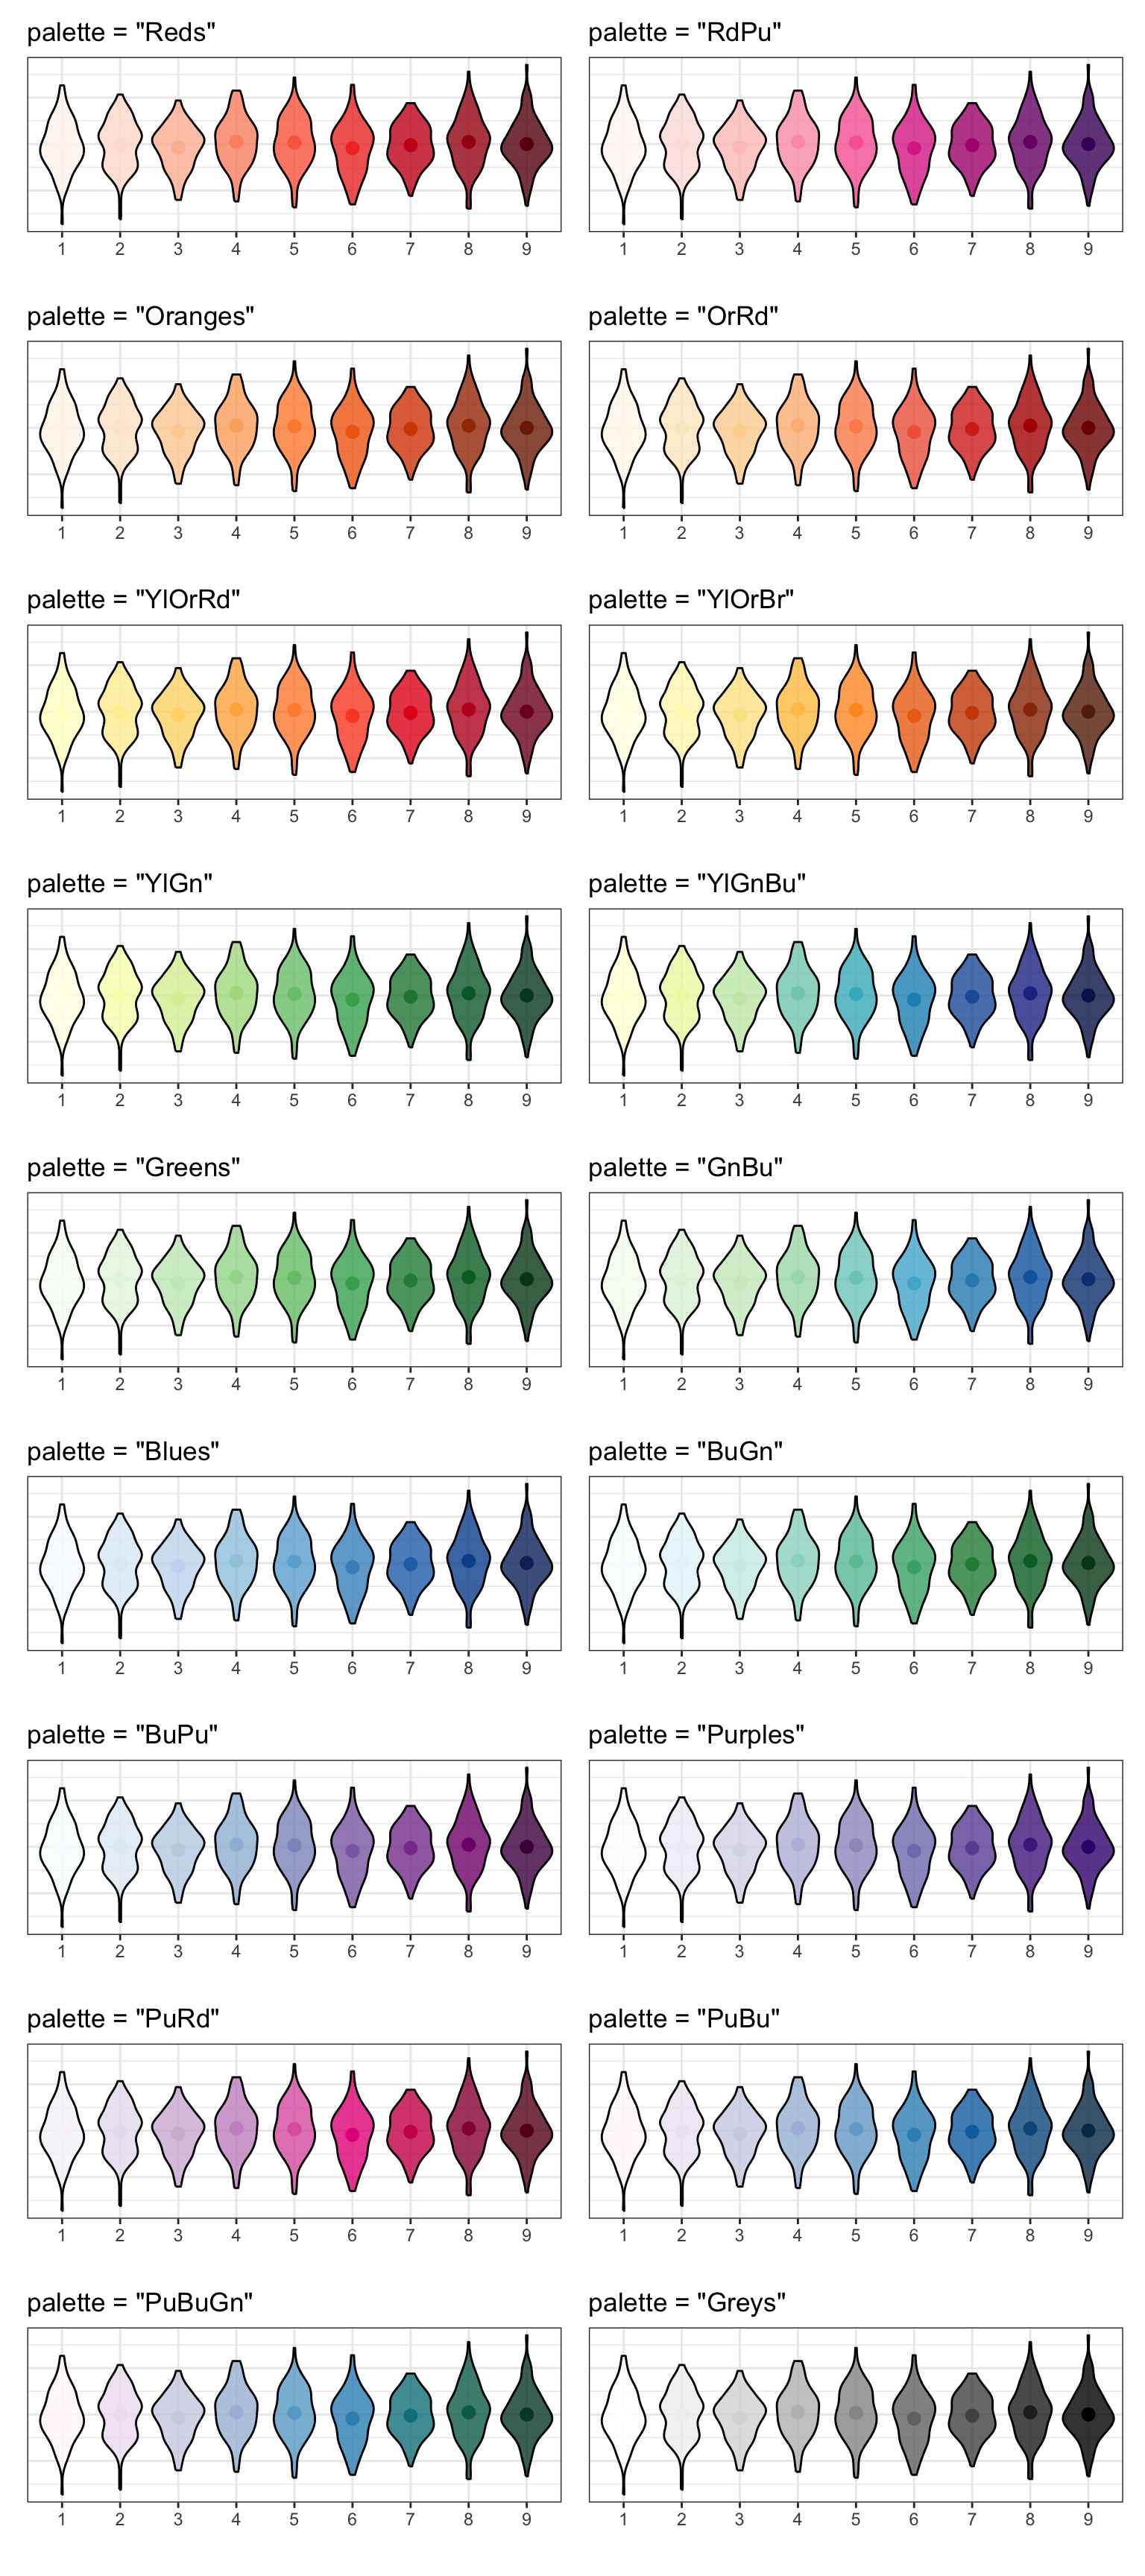 palette = "Reds"
1 2 3 4 5 6 7 8 9
palette = "RdPu"
1 2 3 4 5 6 7 8 9
palette = "Oranges"
1 2 3 4 5 6 7 8 9
palette = "OrRd"
1 2 3 4 5 6 7 8 9
palette = "YlOrRd"
1 2 3 4 5 6 7 8 9
palette = "YlOrBr"
1 2 3 4 5 6 7 8 9
palette = "YlGn"
1 2 3 4 5 6 7 8 9
palette = "YlGnBu"
1 2 3 4 5 6 7 8 9
palette = "Greens"
1 2 3 4 5 6 7 8 9
palette = "GnBu"
1 2 3 4 5 6 7 8 9
palette = "Blues"
1 2 3 4 5 6 7 8 9
palette = "BuGn"
1 2 3 4 5 6 7 8 9
palette = "BuPu"
1 2 3 4 5 6 7 8 9
palette = "Purples"
1 2 3 4 5 6 7 8 9
palette = "PuRd"
1 2 3 4 5 6 7 8 9
palette = "PuBu"
1 2 3 4 5 6 7 8 9
palette = "PuBuGn"
1 2 3 4 5 6 7 8 9
palette = "Greys"
1 2 3 4 5 6 7 8 9